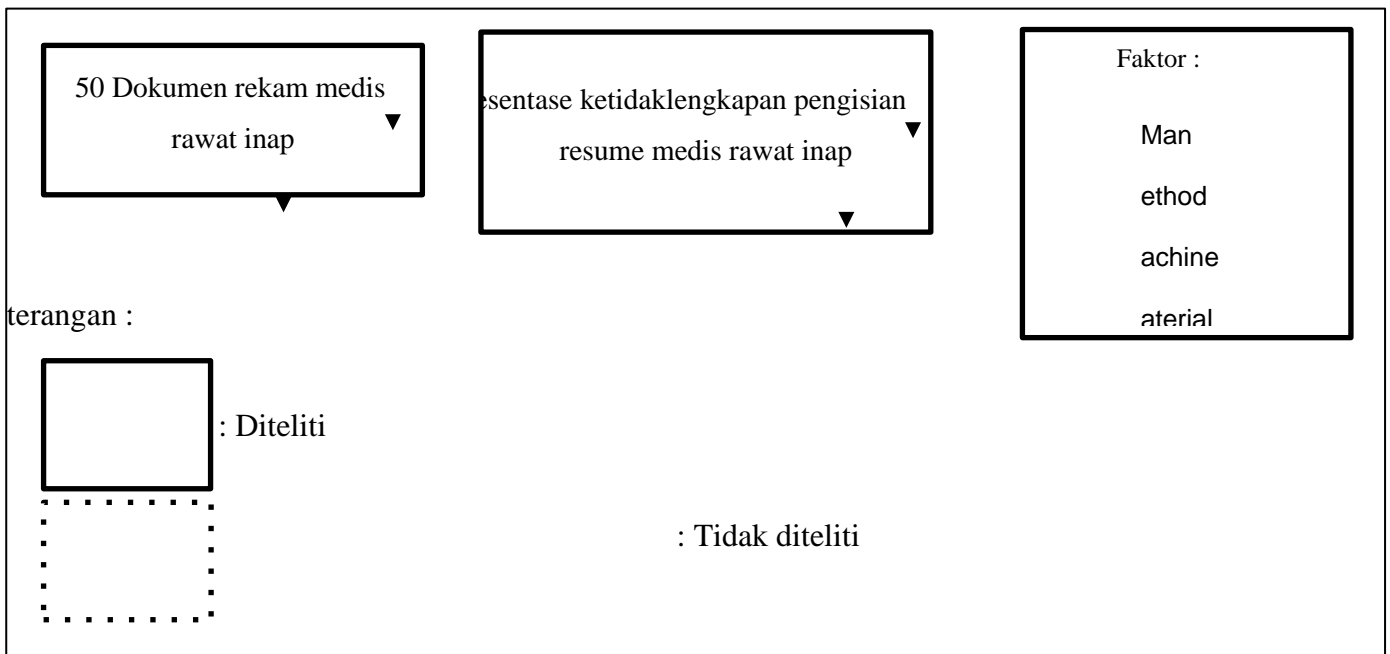 50 Dokumen rekam medis
rawat inap
esentase ketidaklengkapan pengisian
resume medis rawat inap
Faktor :
Man
ethod
achine
aterial
terangan :
: Diteliti
: Tidak diteliti